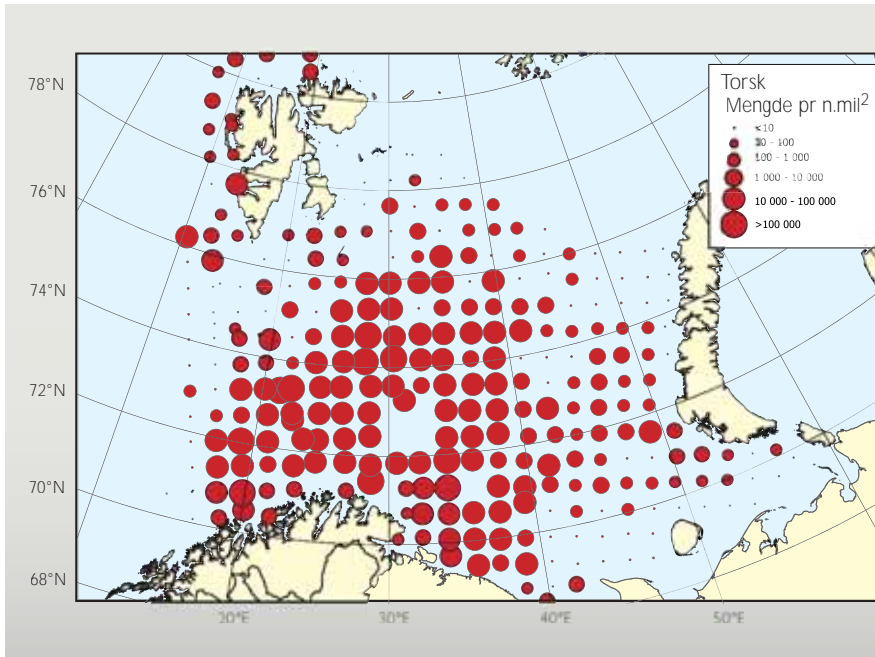 78°N
76°N
74°N
72°N
70°N
68°N
20°E
30°E
40°E
50°E
Torsk
Mengde pr n.mil²
<10
10 - 100
100 - 1 000
1 000 - 10 000
10 000 - 100 000
>100 000